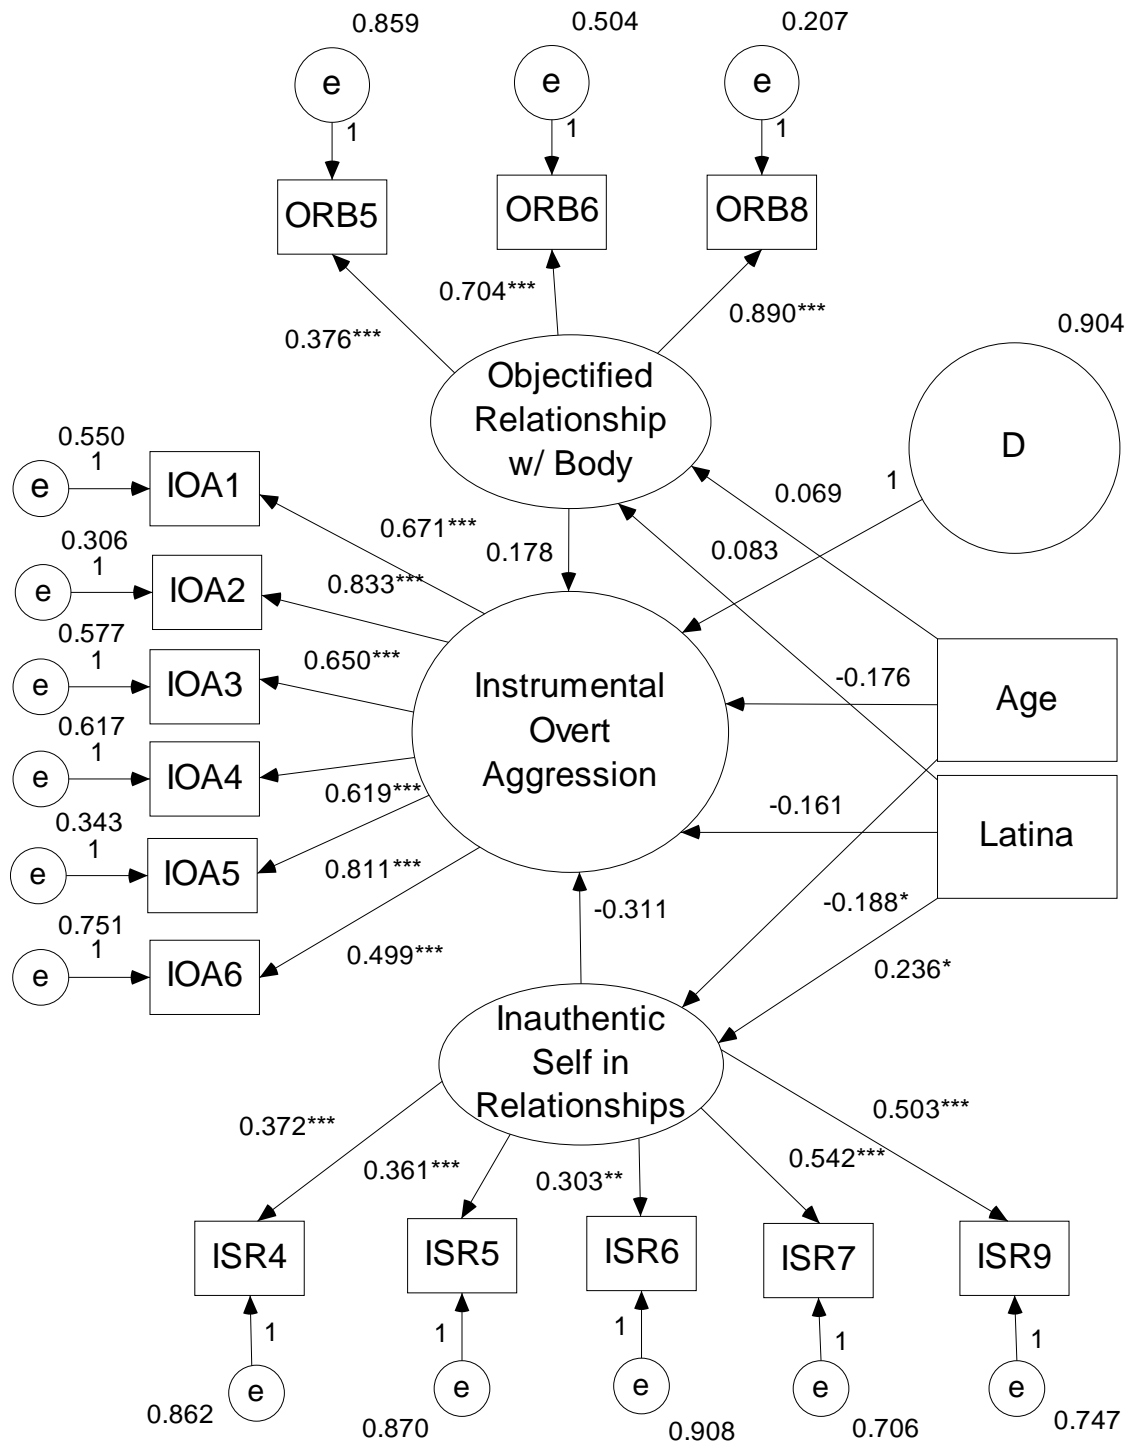 0.859
0.504
0.207
e
e
e
1
1
1
ORB5
ORB6
ORB8
0.376***
0.704***
0.890***
0.904
Objectified
Relationship
w/ Body
D
1
0.550
1
e
IOA1
0.671***
0.178
0.069
0.083
0.306
1
e
IOA2
0.833***
0.577
1
e
IOA3
0.650***
Instrumental
Overt
Aggression
-0.176
Age
0.617
1
e
IOA4
0.619***
-0.161
Latina
0.343
1
e
IOA5
0.811***
-0.311
-0.188*
0.751
1
e
IOA6
0.499***
0.236*
Inauthentic
Self in
Relationships
0.372***
0.361***
0.303**
0.542***
0.503***
ISR4
ISR5
ISR6
ISR7
ISR9
1
1
1
1
1
e
e
e
e
e
0.862
0.870
0.908
0.706
0.747